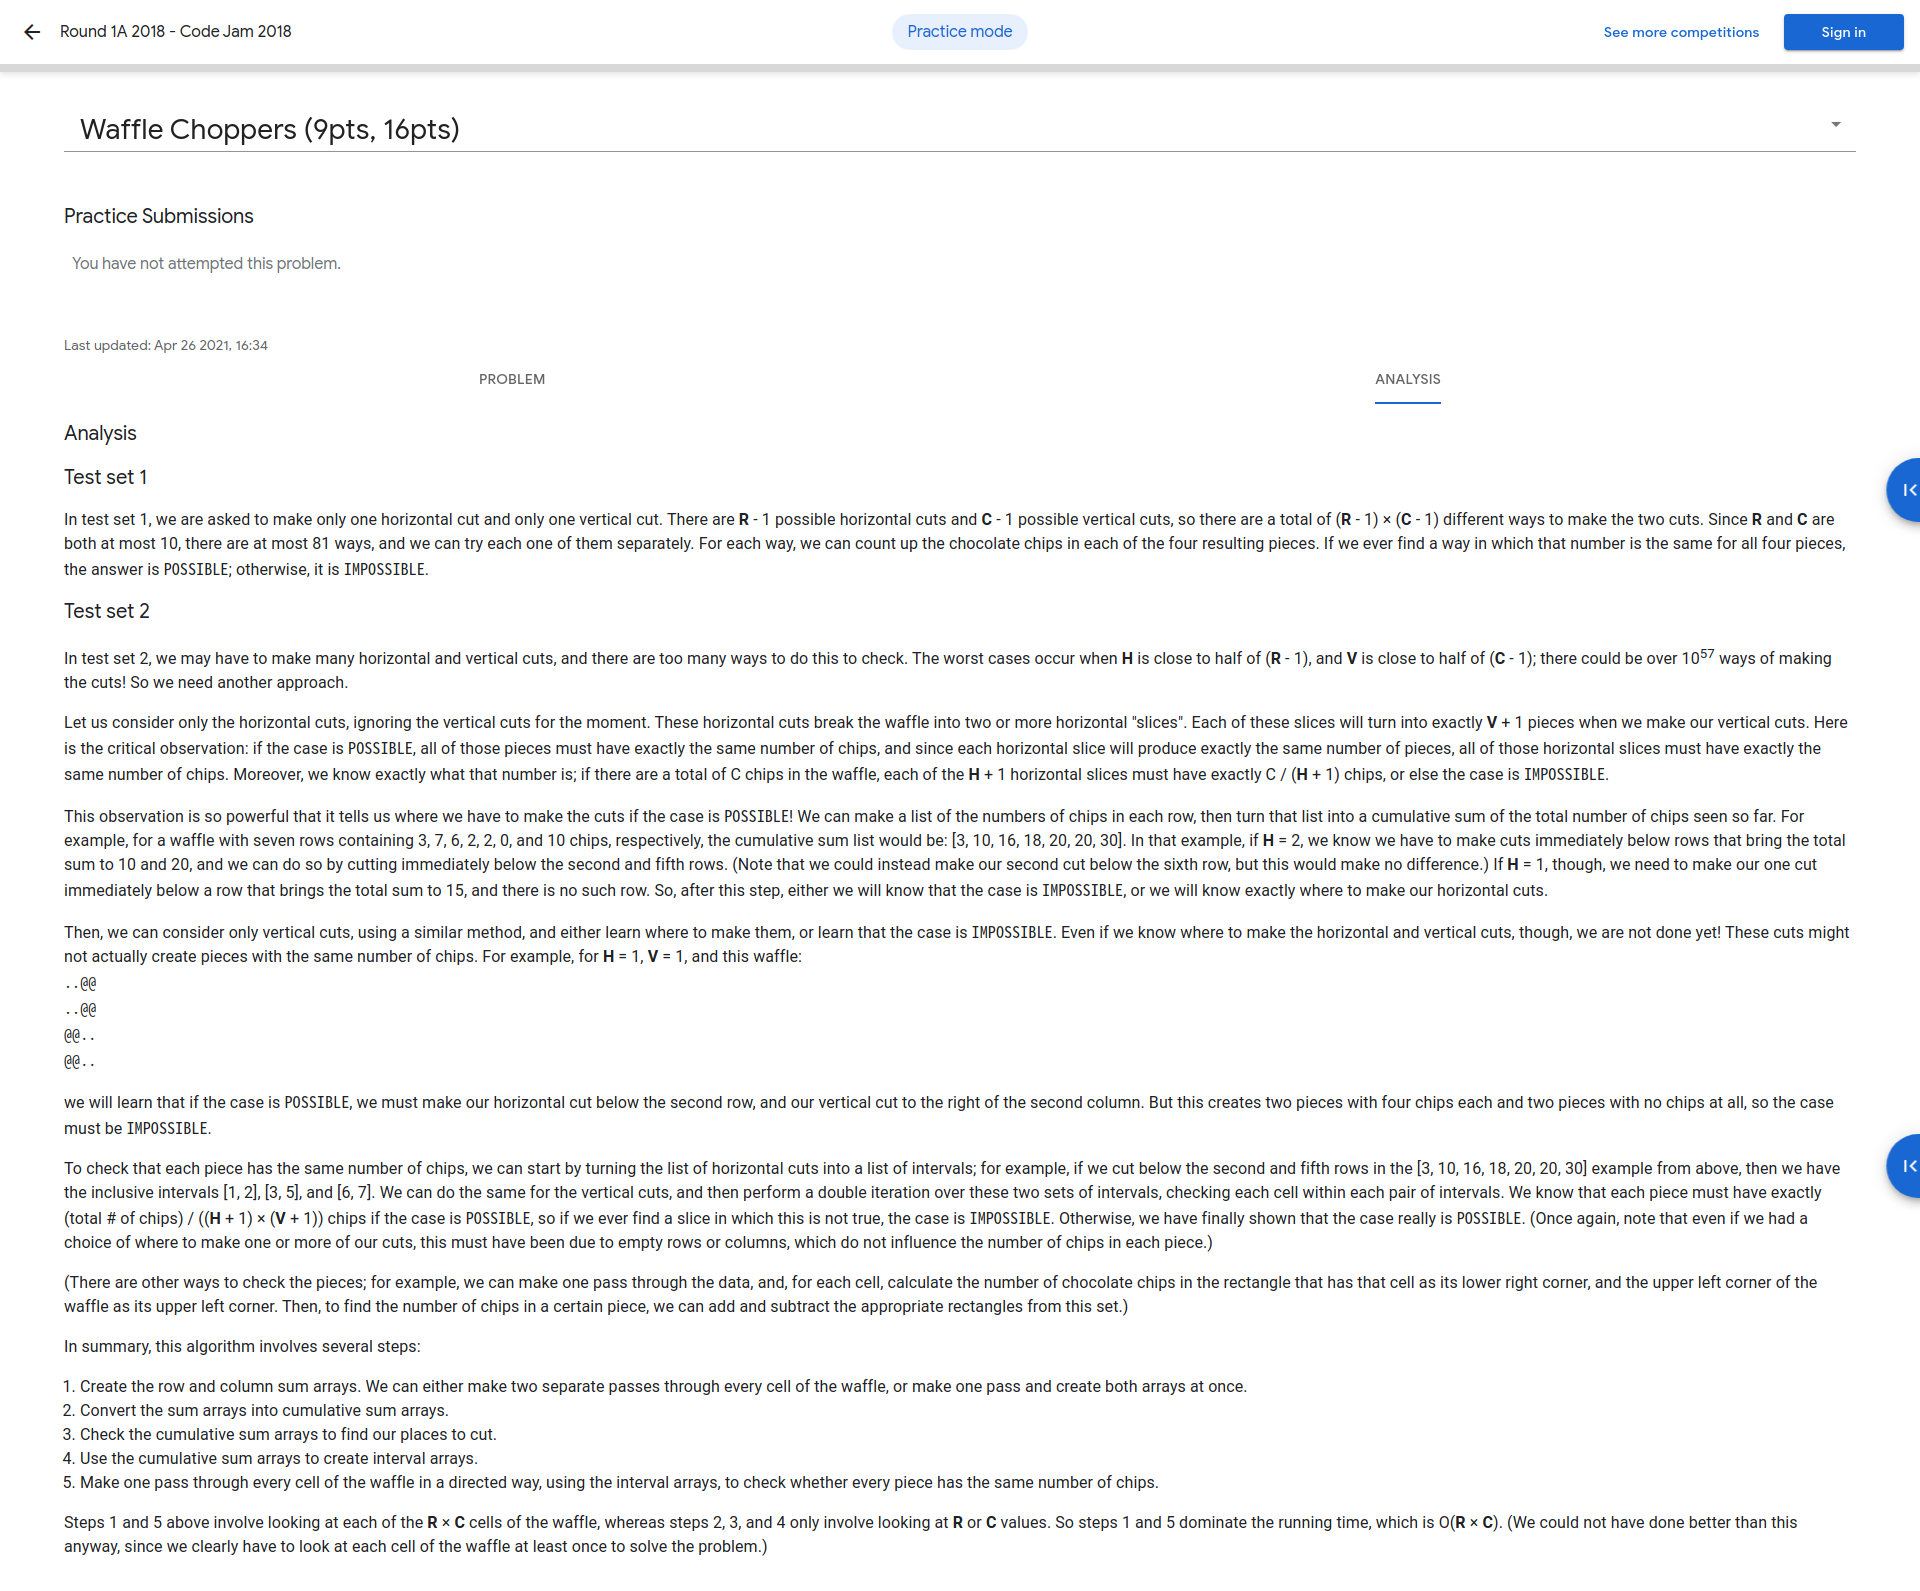 Round 1A 2018 - Code Jam 2018
Practice mode
See more competitions
Sign in
Waffle Choppers (9pts, 16pts)
Practice Submissions
You have not attempted this problem.
Last updated: Apr 26 2021, 16:34
PROBLEM
ANALYSIS
Analysis
Test set 1
In test set 1, we are asked to make only one horizontal cut and only one vertical cut. There are R - 1 possible horizontal cuts and C - 1 possible vertical cuts, so there are a total of (R - 1) × (C - 1) different ways to make the two cuts. Since R and C are
both at most 10, there are at most 81 ways, and we can try each one of them separately. For each way, we can count up the chocolate chips in each of the four resulting pieces. If we ever find a way in which that number is the same for all four pieces,
the answer is POSSIBLE; otherwise, it is IMPOSSIBLE.
Test set 2
In test set 2, we may have to make many horizontal and vertical cuts, and there are too many ways to do this to check. The worst cases occur when H is close to half of (R - 1), and V is close to half of (C - 1); there could be over 10^57 ways of making
the cuts! So we need another approach.
Let us consider only the horizontal cuts, ignoring the vertical cuts for the moment. These horizontal cuts break the waffle into two or more horizontal "slices". Each of these slices will turn into exactly V + 1 pieces when we make our vertical cuts. Here
is the critical observation: if the case is POSSIBLE, all of those pieces must have exactly the same number of chips, and since each horizontal slice will produce exactly the same number of pieces, all of those horizontal slices must have exactly the
same number of chips. Moreover, we know exactly what that number is; if there are a total of C chips in the waffle, each of the H + 1 horizontal slices must have exactly C / (H + 1) chips, or else the case is IMPOSSIBLE.
This observation is so powerful that it tells us where we have to make the cuts if the case is POSSIBLE! We can make a list of the numbers of chips in each row, then turn that list into a cumulative sum of the total number of chips seen so far. For
example, for a waffle with seven rows containing 3, 7, 6, 2, 2, 0, and 10 chips, respectively, the cumulative sum list would be: [3, 10, 16, 18, 20, 20, 30]. In that example, if H = 2, we know we have to make cuts immediately below rows that bring the total
sum to 10 and 20, and we can do so by cutting immediately below the second and fifth rows. (Note that we could instead make our second cut below the sixth row, but this would make no difference.) If H = 1, though, we need to make our one cut
immediately below a row that brings the total sum to 15, and there is no such row. So, after this step, either we will know that the case is IMPOSSIBLE, or we will know exactly where to make our horizontal cuts.
Then, we can consider only vertical cuts, using a similar method, and either learn where to make them, or learn that the case is IMPOSSIBLE. Even if we know where to make the horizontal and vertical cuts, though, we are not done yet! These cuts might
not actually create pieces with the same number of chips. For example, for H = 1, V = 1, and this waffle:
..@@
..@@
@@..
@@..
we will learn that if the case is POSSIBLE, we must make our horizontal cut below the second row, and our vertical cut to the right of the second column. But this creates two pieces with four chips each and two pieces with no chips at all, so the case
must be IMPOSSIBLE.
To check that each piece has the same number of chips, we can start by turning the list of horizontal cuts into a list of intervals; for example, if we cut below the second and fifth rows in the [3, 10, 16, 18, 20, 20, 30] example from above, then we have
the inclusive intervals [1, 2], [3, 5], and [6, 7]. We can do the same for the vertical cuts, and then perform a double iteration over these two sets of intervals, checking each cell within each pair of intervals. We know that each piece must have exactly
(total # of chips) / ((H + 1) × (V + 1)) chips if the case is POSSIBLE, so if we ever find a slice in which this is not true, the case is IMPOSSIBLE. Otherwise, we have finally shown that the case really is POSSIBLE. (Once again, note that even if we had a
choice of where to make one or more of our cuts, this must have been due to empty rows or columns, which do not influence the number of chips in each piece.)
(There are other ways to check the pieces; for example, we can make one pass through the data, and, for each cell, calculate the number of chocolate chips in the rectangle that has that cell as its lower right corner, and the upper left corner of the
waffle as its upper left corner. Then, to find the number of chips in a certain piece, we can add and subtract the appropriate rectangles from this set.)
In summary, this algorithm involves several steps:
1. Create the row and column sum arrays. We can either make two separate passes through every cell of the waffle, or make one pass and create both arrays at once.
2. Convert the sum arrays into cumulative sum arrays.
3. Check the cumulative sum arrays to find our places to cut.
4. Use the cumulative sum arrays to create interval arrays.
5. Make one pass through every cell of the waffle in a directed way, using the interval arrays, to check whether every piece has the same number of chips.
Steps 1 and 5 above involve looking at each of the R × C cells of the waffle, whereas steps 2, 3, and 4 only involve looking at R or C values. So steps 1 and 5 dominate the running time, which is O(R × C). (We could not have done better than this
anyway, since we clearly have to look at each cell of the waffle at least once to solve the problem.)